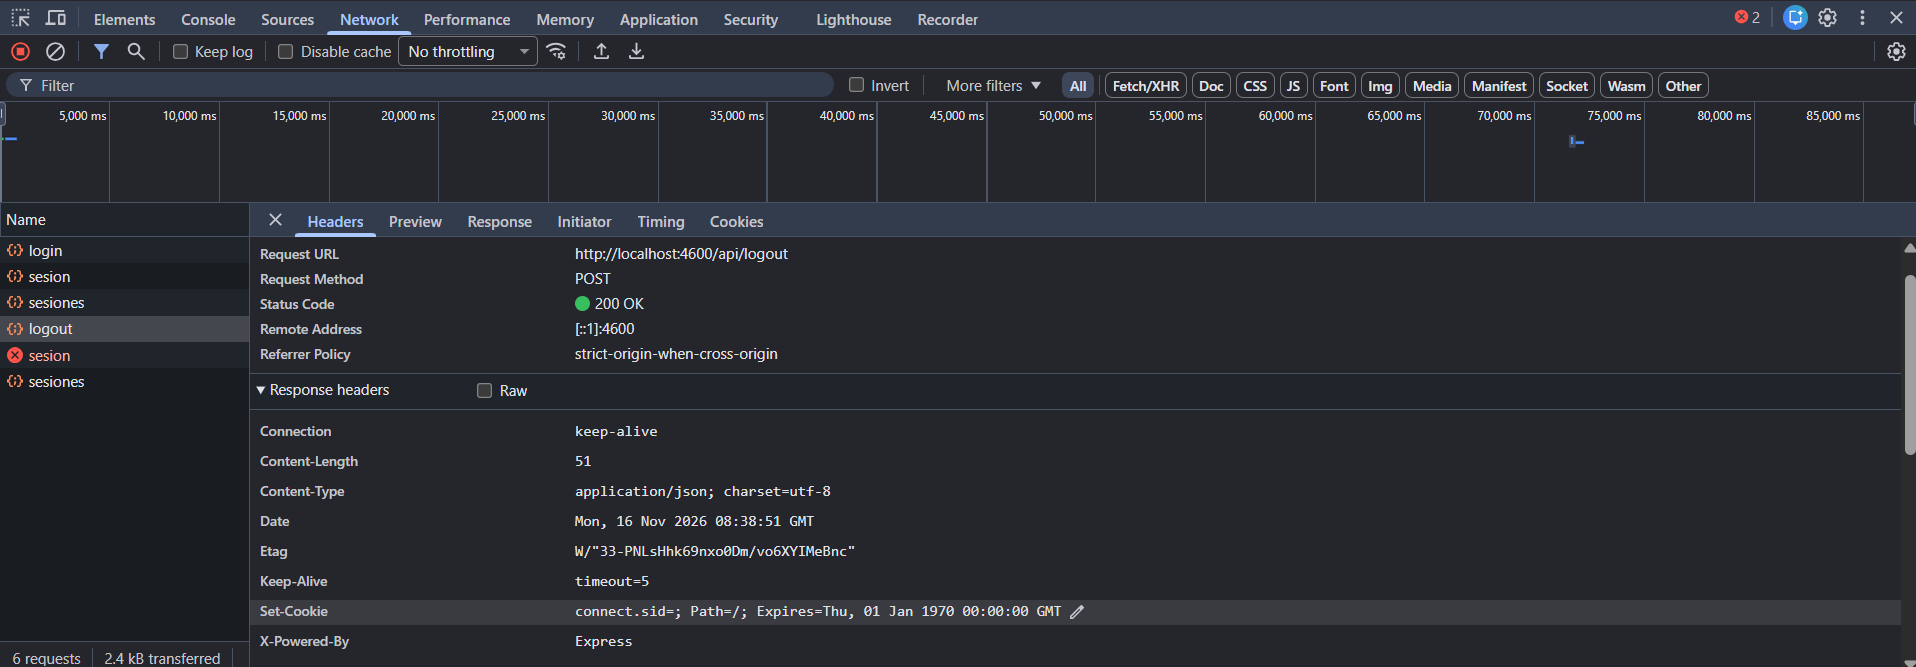 Elements Console Sources Network Performance Memory Application Security Lighthouse Recorder 2
Keep log Disable cache No throttling
Filter Invert More filters All Fetch/XHR Doc CSS JS Font Img Media Manifest Socket Wasm Other
5,000 ms 10,000 ms 15,000 ms 20,000 ms 25,000 ms 30,000 ms 35,000 ms 40,000 ms 45,000 ms 50,000 ms 55,000 ms 60,000 ms 65,000 ms 70,000 ms 75,000 ms 80,000 ms 85,000 ms
Name
login
sesion
sesiones
logout
sesion
sesiones
6 requests 2.4 kB transferred
Headers Preview Response Initiator Timing Cookies
Request URL http://localhost:4600/api/logout
Request Method POST
Status Code 200 OK
Remote Address [::1]:4600
Referrer Policy strict-origin-when-cross-origin
Response headers Raw
Connection keep-alive
Content-Length 51
Content-Type application/json; charset=utf-8
Date Mon, 16 Nov 2026 08:38:51 GMT
Etag W/"33-PNLsHhk69nxo0Dm/vo6XYIMeBnc"
Keep-Alive timeout=5
Set-Cookie connect.sid=; Path=/; Expires=Thu, 01 Jan 1970 00:00:00 GMT
X-Powered-By Express